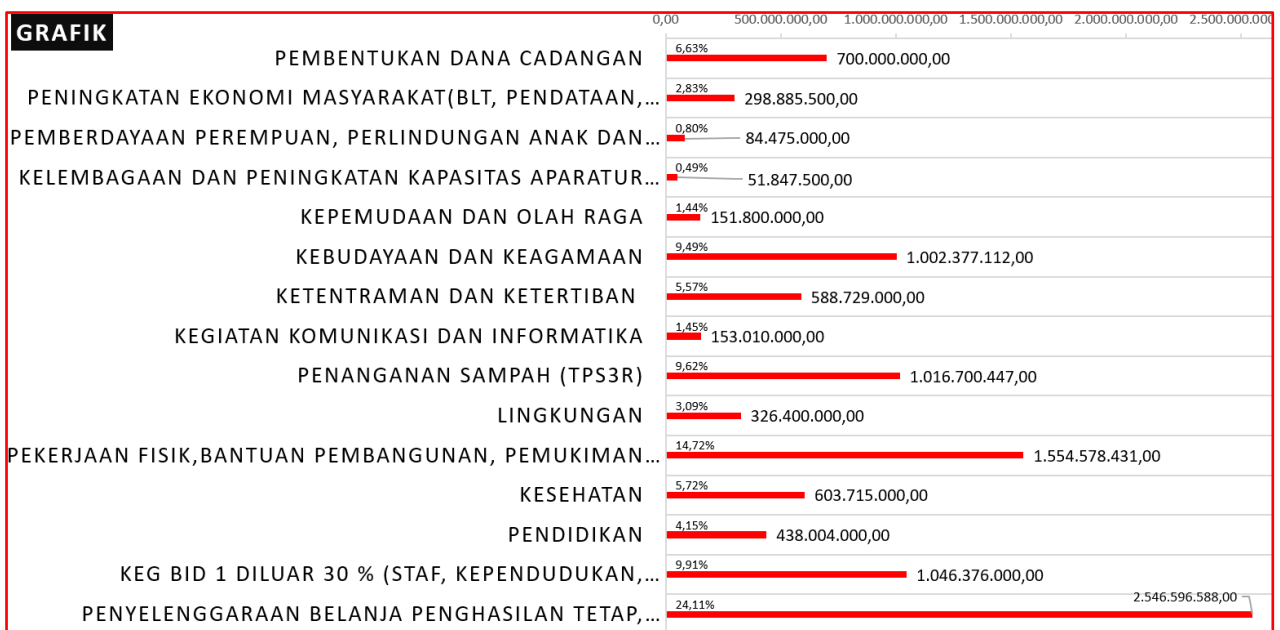 GRAFIK
0,00 500.000.000,00 1.000.000.000,00 1.500.000.000,00 2.000.000.000,00 2.500.000.000
PEMBENTUKAN DANA CADANGAN 6,63% 700.000.000,00
PENINGKATAN EKONOMI MASYARAKAT(BLT, PENDATAAN,... 2,83% 298.885.500,00
PEMBERDAYAAN PEREMPUAN, PERLINDUNGAN ANAK DAN... 0,80% 84.475.000,00
KELEMBAGAAN DAN PENINGKATAN KAPASITAS APARATUR... 0,49% 51.847.500,00
KEPEMUDAAN DAN OLAH RAGA 1,44% 151.800.000,00
KEBUDAYAAN DAN KEAGAMAAN 9,49% 1.002.377.112,00
KETENTRAMAN DAN KETERTIBAN 5,57% 588.729.000,00
KEGIATAN KOMUNIKASI DAN INFORMATIKA 1,45% 153.010.000,00
PENANGANAN SAMPAH (TPS3R) 9,62% 1.016.700.447,00
LINGKUNGAN 3,09% 326.400.000,00
PEKERJAAN FISIK,BANTUAN PEMBANGUNAN, PEMUKIMAN... 14,72% 1.554.578.431,00
KESEHATAN 5,72% 603.715.000,00
PENDIDIKAN 4,15% 438.004.000,00
KEG BID 1 DILUAR 30 % (STAF, KEPENDUDUKAN,... 9,91% 1.046.376.000,00
PENYELENGGARAAN BELANJA PENGHASILAN TETAP,... 24,11% 2.546.596.588,00